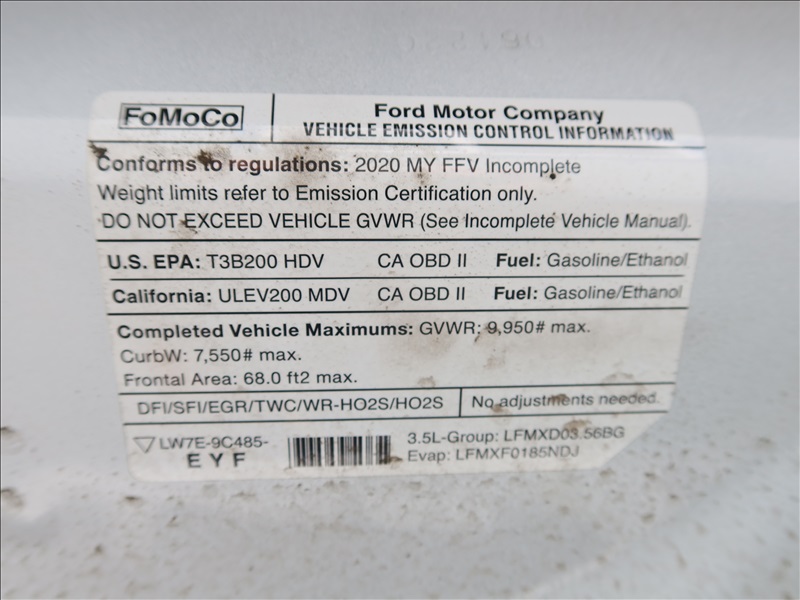 FoMoCo
Ford Motor Company
VEHICLE EMISSION CONTROL INFORMATION
Conforms to regulations: 2020 MY FFV Incomplete
Weight limits refer to Emission Certification only.
DO NOT EXCEED VEHICLE GVWR (See Incomplete Vehicle Manual).
U.S. EPA: T3B200 HDV CA OBD II Fuel: Gasoline/Ethanol
California: ULEV200 MDV CA OBD II Fuel: Gasoline/Ethanol
Completed Vehicle Maximums: GVWR: 9,950# max.
CurbW: 7,550# max.
Frontal Area: 68.0 ft2 max.
DFI/SFI/EGR/TWC/WR-HO2S/HO2S No adjustments needed.
LW7E-9C485-
EYF
3.5L-Group: LFMXD03.56BG
Evap: LFMXF0185NDJ